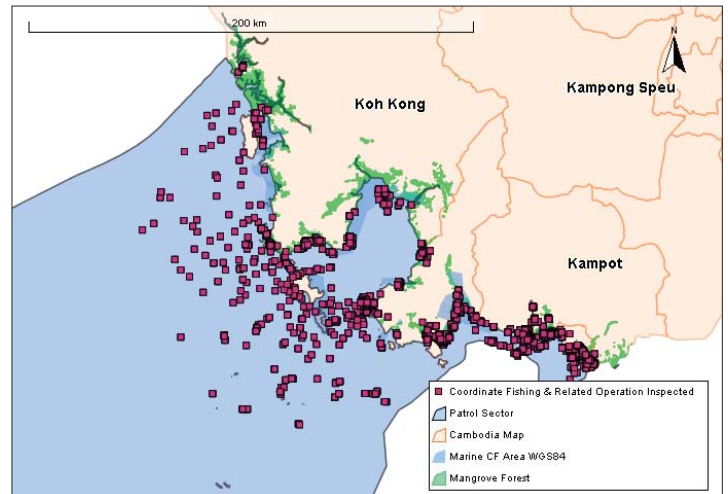 200 km
N
Koh Kong
Kampong Speu
Kampot
Coordinate Fishing & Related Operation Inspected
Patrol Sector
Cambodia Map
Marine CF Area WGS84
Mangrove Forest